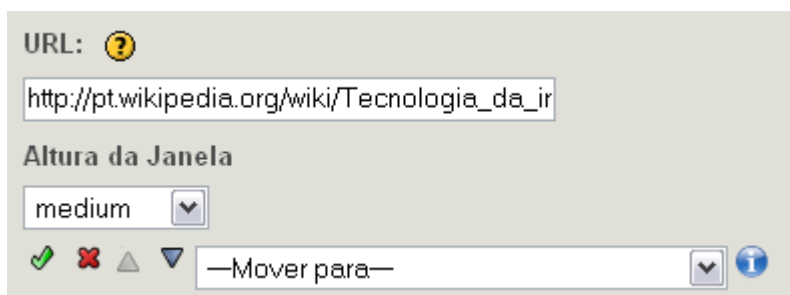 URL:
http://pt.wikipedia.org/wiki/Tecnologia_da_ir
Altura da Janela
medium
—Mover para—